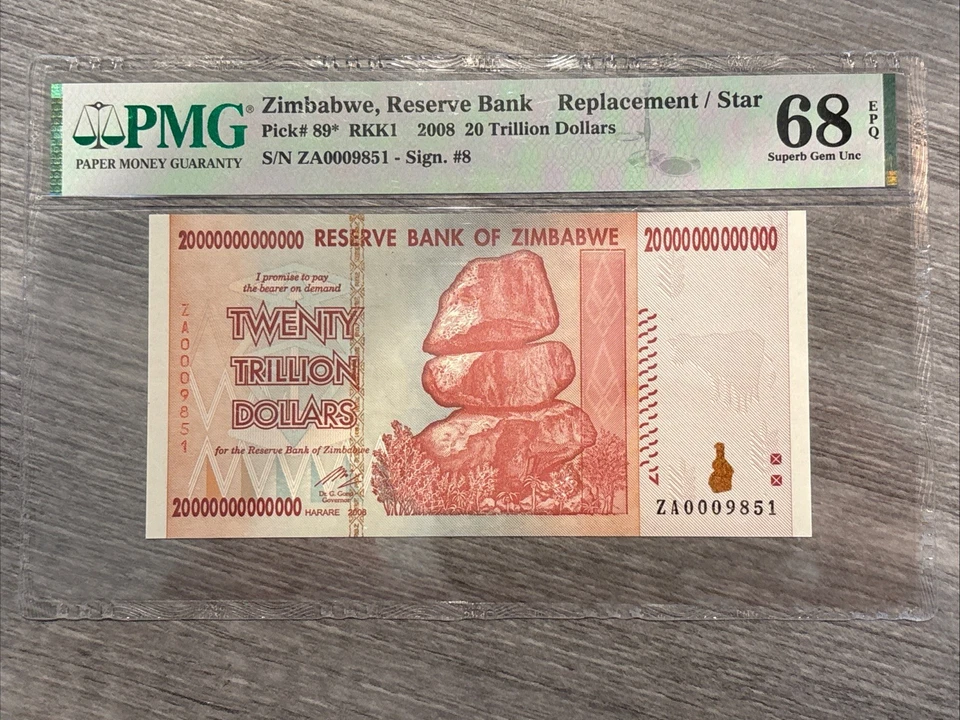 PMG®
PAPER MONEY GUARANTY
Zimbabwe, Reserve Bank Replacement / Star
Pick# 89* RKK1 2008 20 Trillion Dollars
S/N ZA0009851 - Sign. #8
68
EPQ
Superb Gem Unc
20000000000000 RESERVE BANK OF ZIMBABWE 20000000000000
I promise to pay
the bearer on demand
TWENTY
TRILLION
DOLLARS
ZA0009851
for the Reserve Bank of Zimbabwe
Dr. G. Gono
Governor
20000000000000 HARARE 2008
ZA0009851